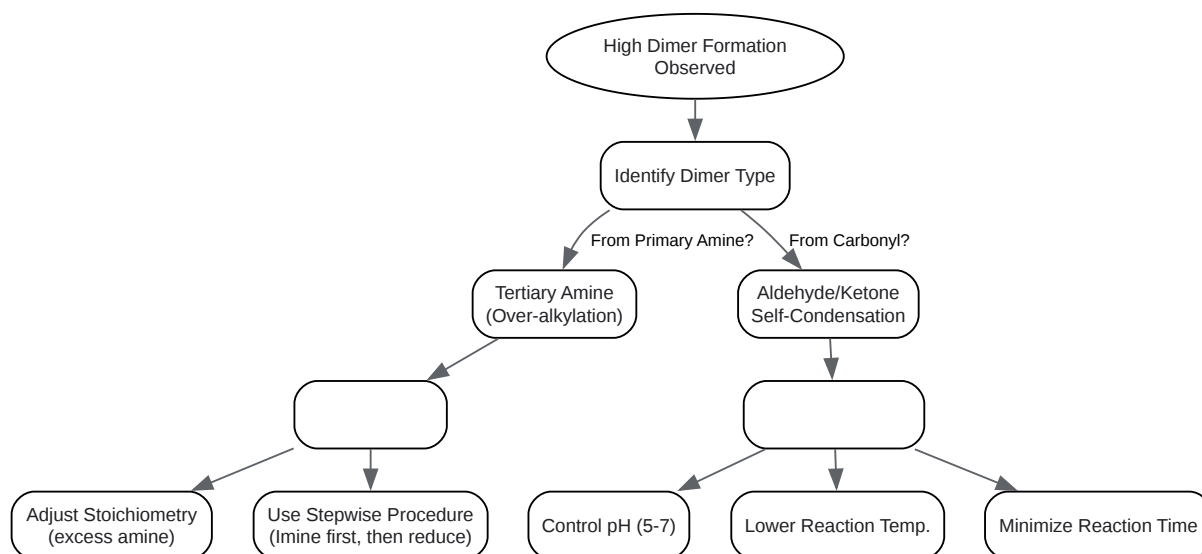 High Dimer Formation
Observed
Identify Dimer Type
From Primary Amine?
From Carbonyl?
Tertiary Amine
(Over-alkylation)
Aldehyde/Ketone
Self-Condensation
Adjust Stoichiometry
(excess amine)
Use Stepwise Procedure
(Imine first, then reduce)
Control pH (5-7)
Lower Reaction Temp.
Minimize Reaction Time